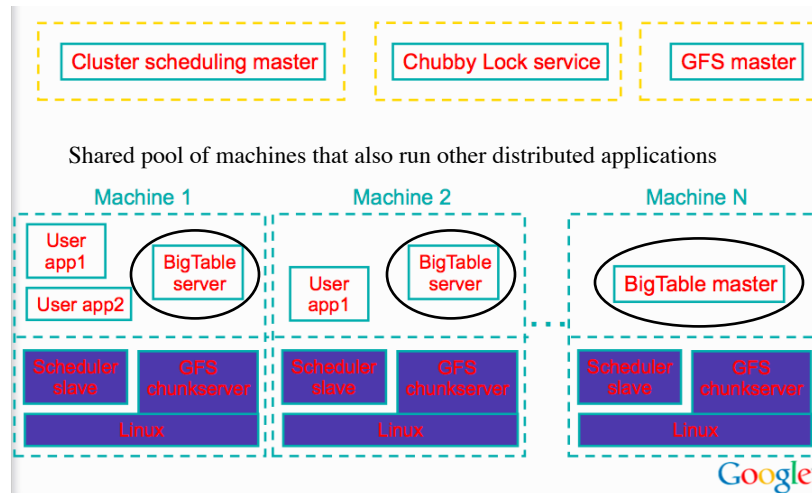 Cluster scheduling master
Chubby Lock service
GFS master
Shared pool of machines that also run other distributed applications
Machine 1
Machine 2
Machine N
User
app1
User app2
BigTable
server
User
app1
BigTable
server
...
BigTable master
Scheduler
slave
GFS
chunkserver
Linux
Scheduler
slave
GFS
chunkserver
Linux
Scheduler
slave
GFS
chunkserver
Linux
Google